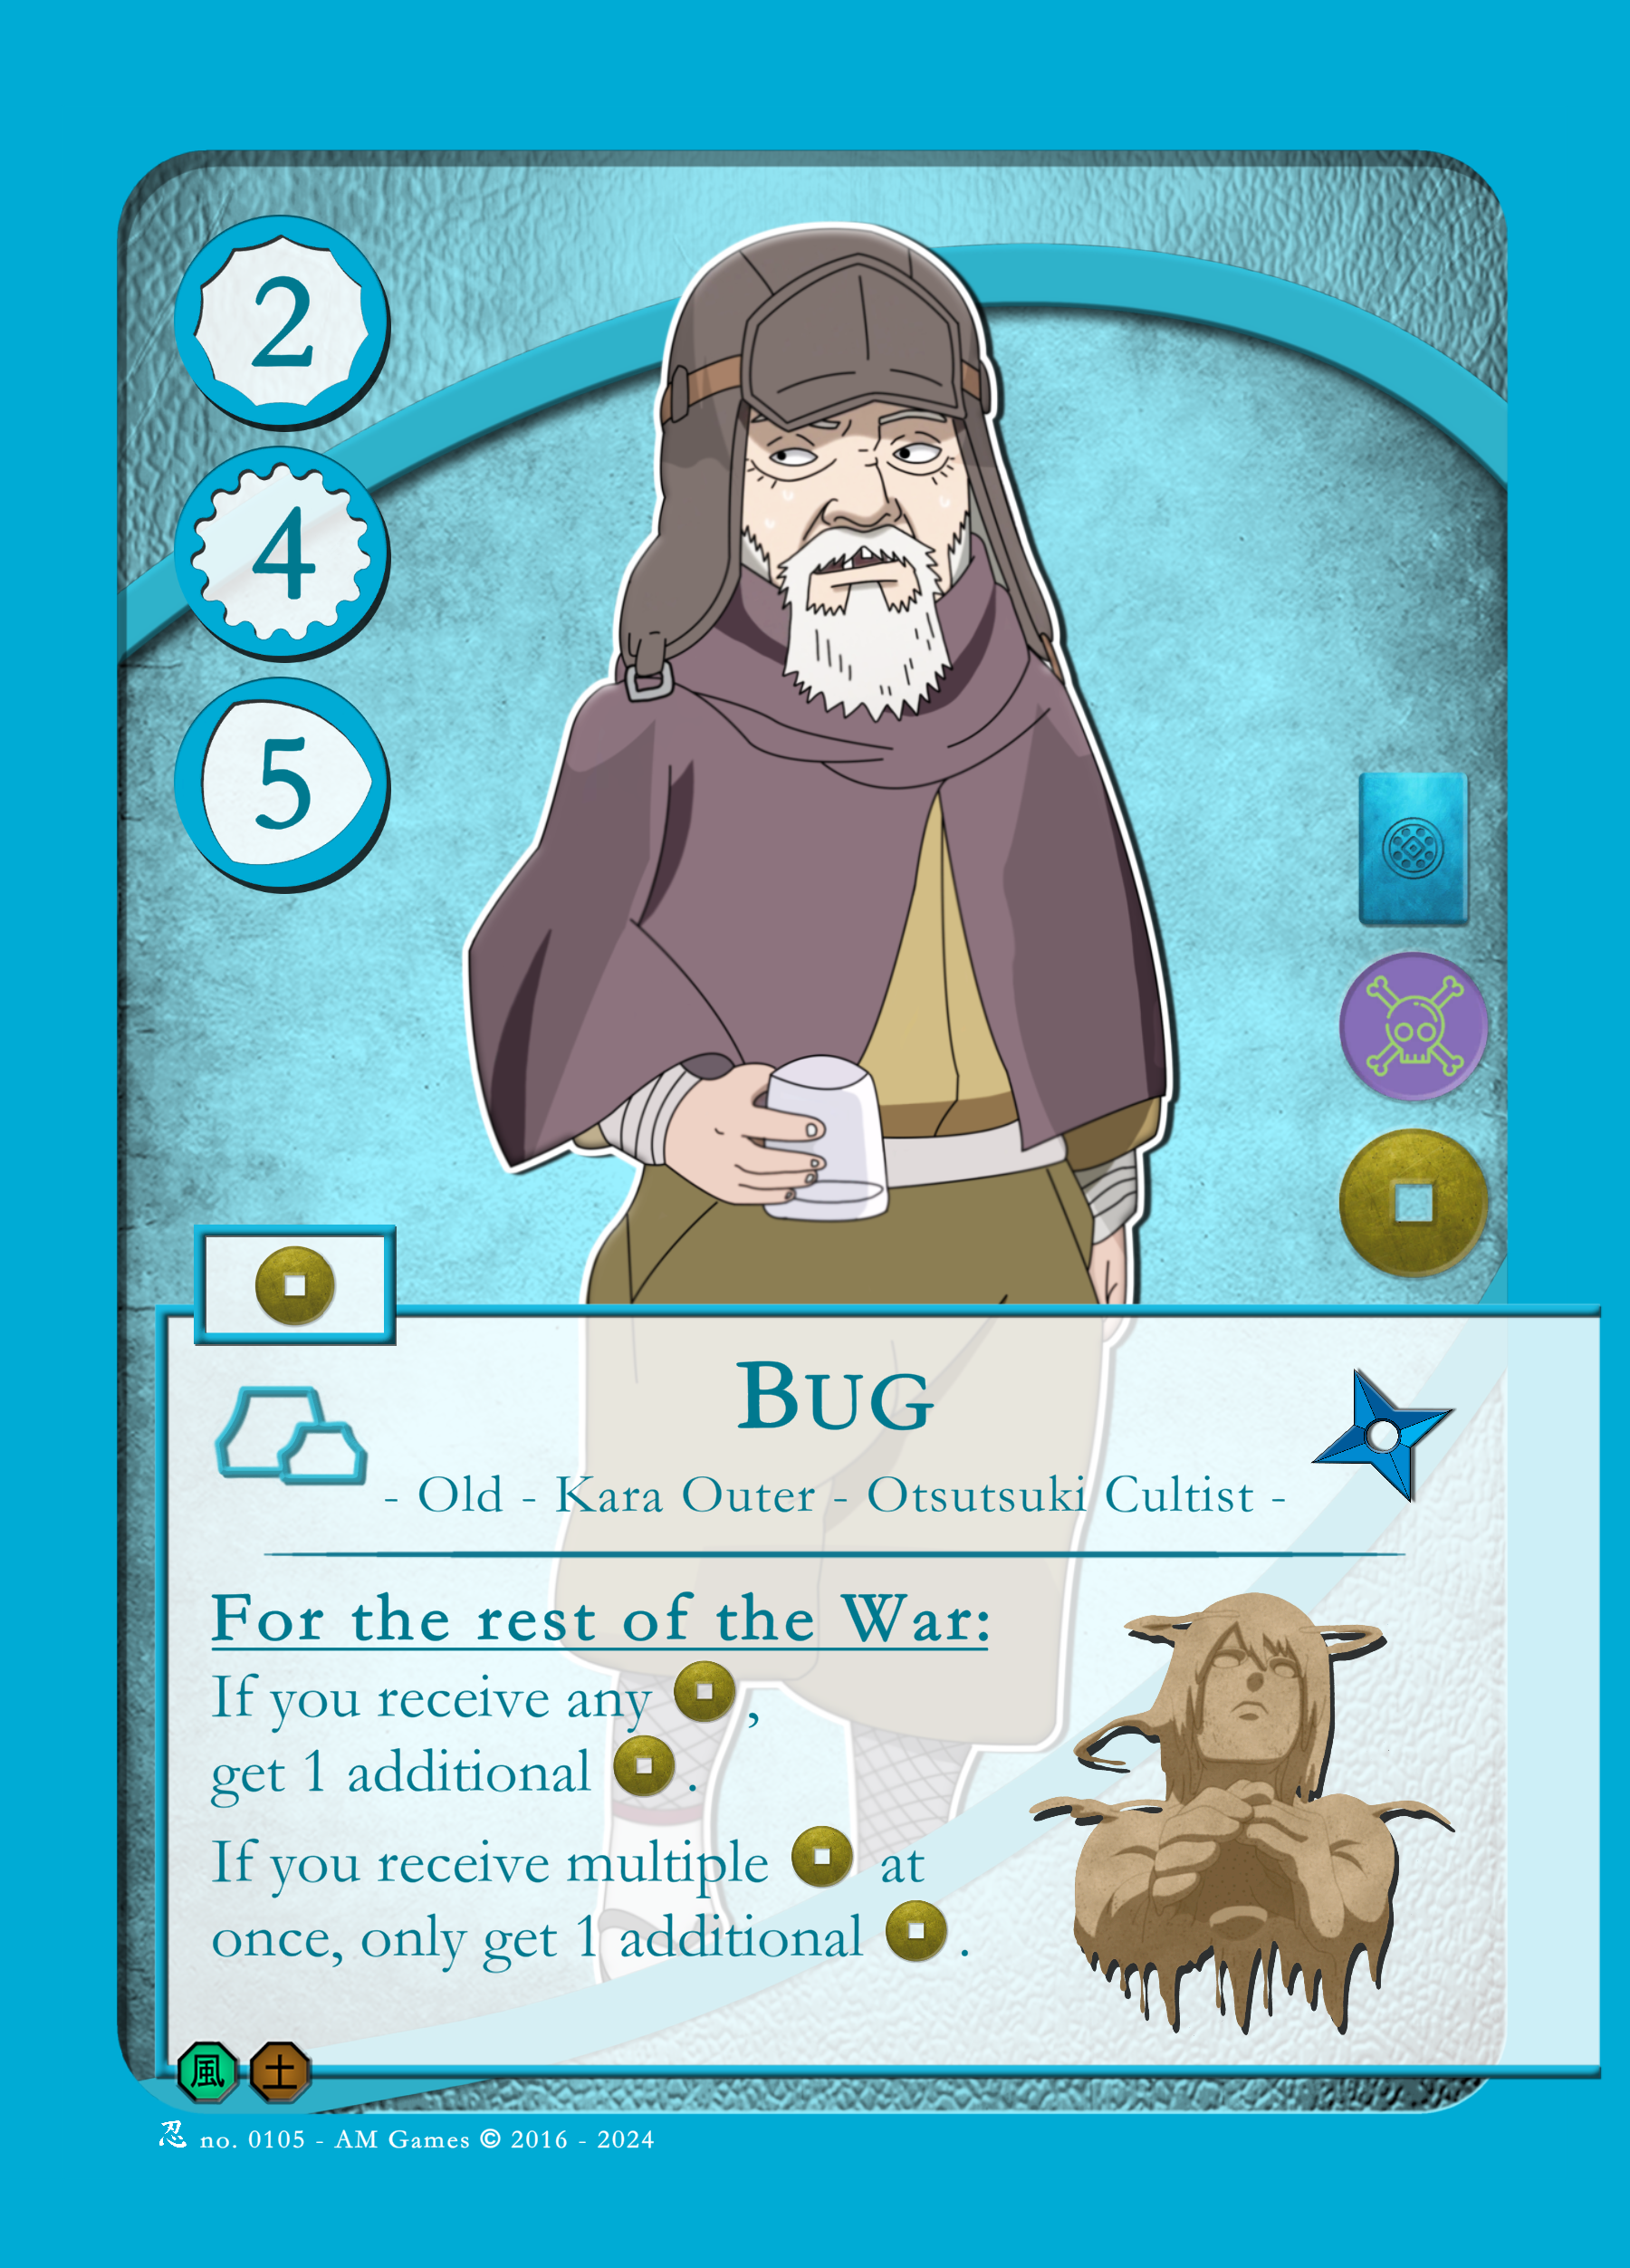 2
4
5
Bug
- Old - Kara Outer - Otsutsuki Cultist -
For the rest of the War:
If you receive any ,
get 1 additional .
If you receive multiple at
once, only get 1 additional .
風 土
忍 no. 0105 - AM Games © 2016 - 2024